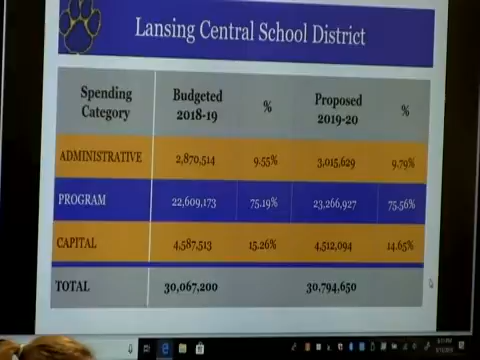 Lansing Central School District
Spending Category Budgeted 2018-19 % Proposed 2019-20 %
ADMINISTRATIVE 2,870,514 9.55% 3,015,629 9.79%
PROGRAM 22,609,173 75.19% 23,266,927 75.56%
CAPITAL 4,587,513 15.26% 4,512,094 14.65%
TOTAL 30,067,200 30,794,650